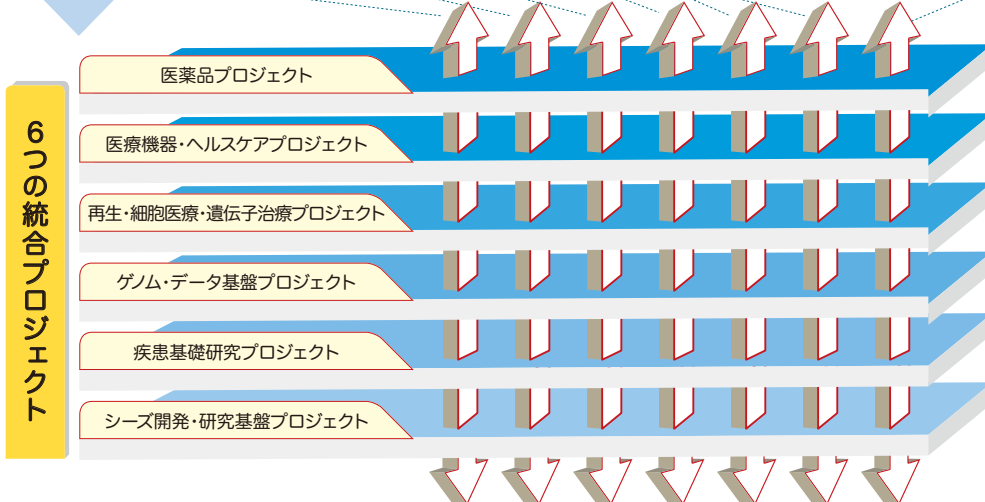 6つの統合プロジェクト
医薬品プロジェクト
医療機器・ヘルスケアプロジェクト
再生・細胞医療・遺伝子治療プロジェクト
ゲノム・データ基盤プロジェクト
疾患基礎研究プロジェクト
シーズ開発・研究基盤プロジェクト